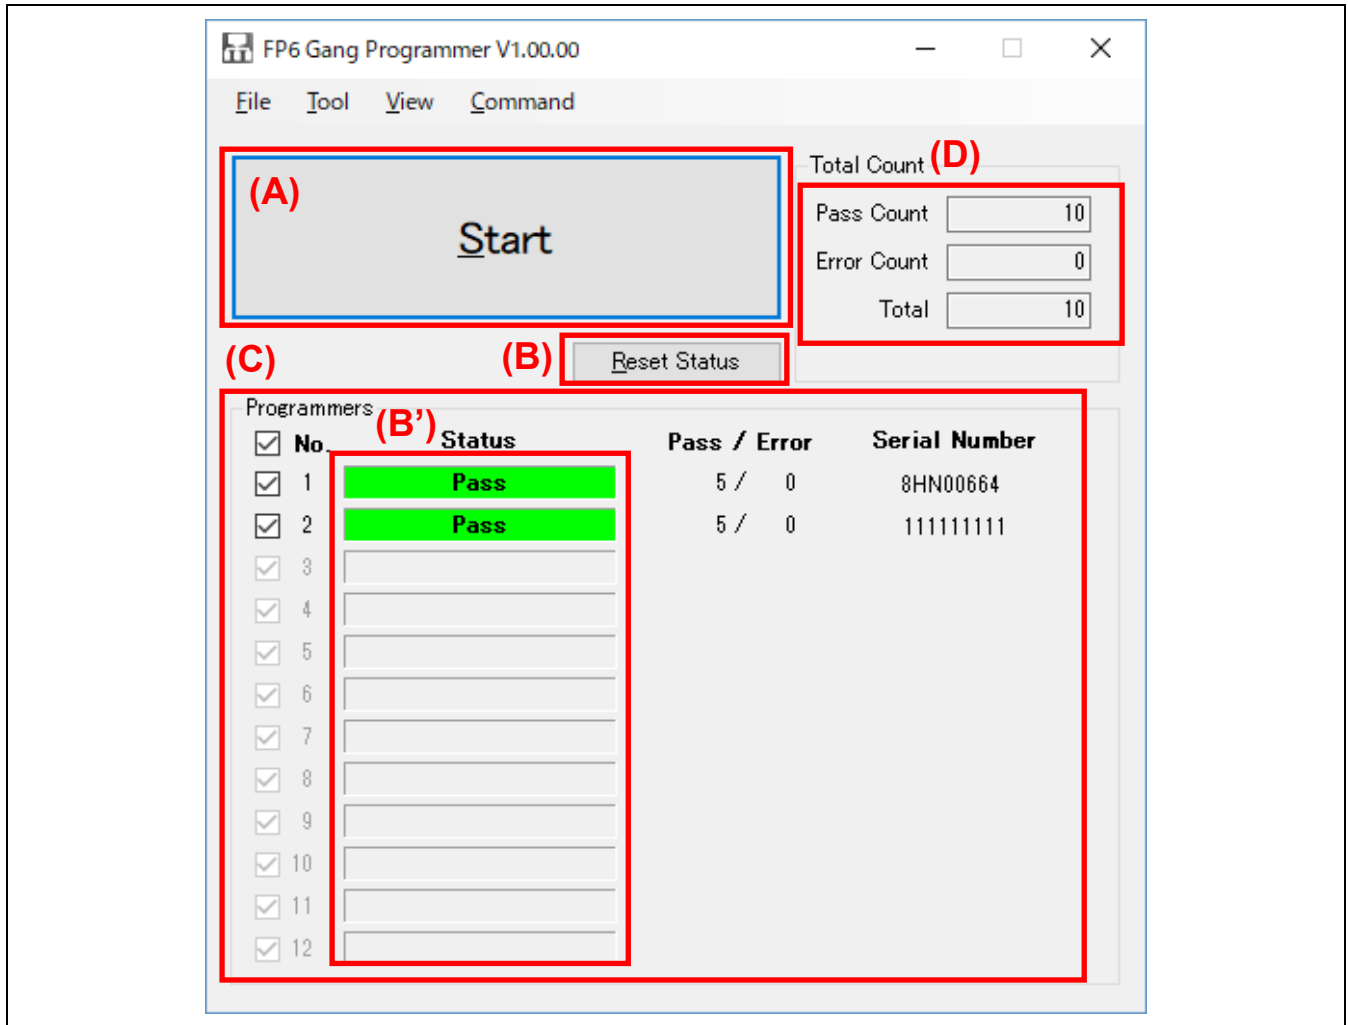 FP6 Gang Programmer V1.00.00
File Tool View Command
(A)
Start
Total Count (D)
Pass Count 10
Error Count 0
Total 10
(C)
(B) Reset Status
Programmers
(B’)
No. Status Pass / Error Serial Number
1 Pass 5 / 0 8HN00664
2 Pass 5 / 0 111111111
3
4
5
6
7
8
9
10
11
12